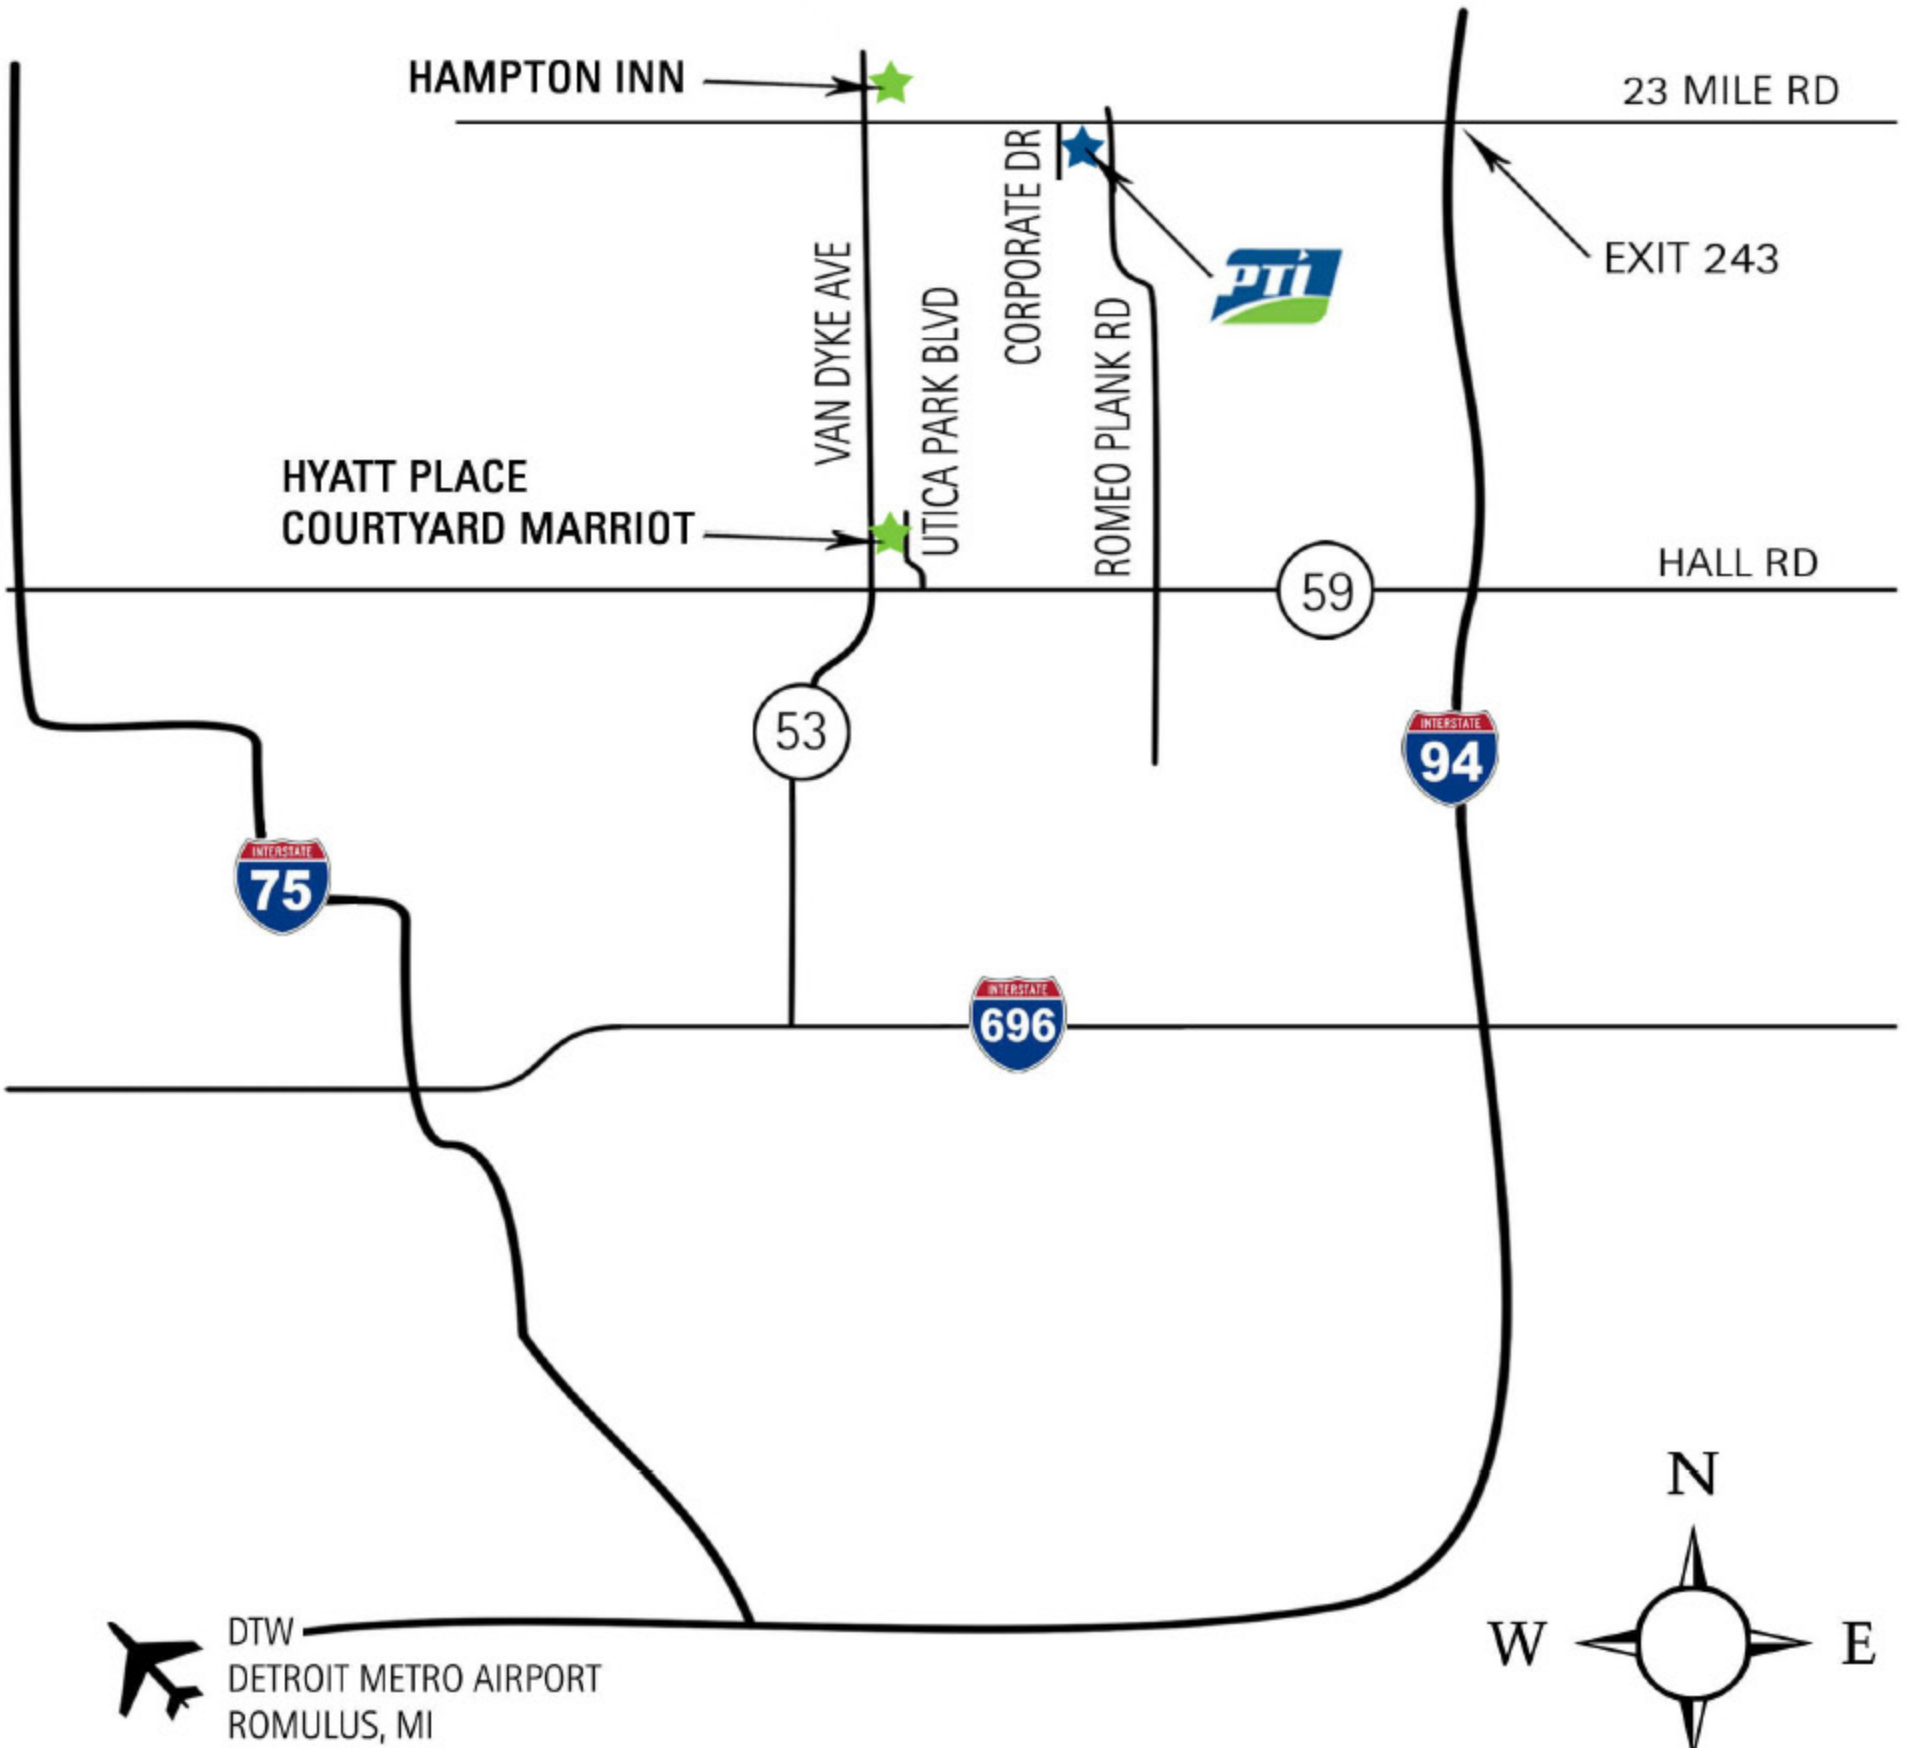 HAMPTON INN
23 MILE RD
CORPORATE DR
EXIT 243
PTi
VAN DYKE AVE
UTICA PARK BLVD
ROMEO PLANK RD
HYATT PLACE
COURTYARD MARRIOT
HALL RD
59
53
INTERSTATE
94
INTERSTATE
75
INTERSTATE
696
N
W
E
DTW
DETROIT METRO AIRPORT
ROMULUS, MI